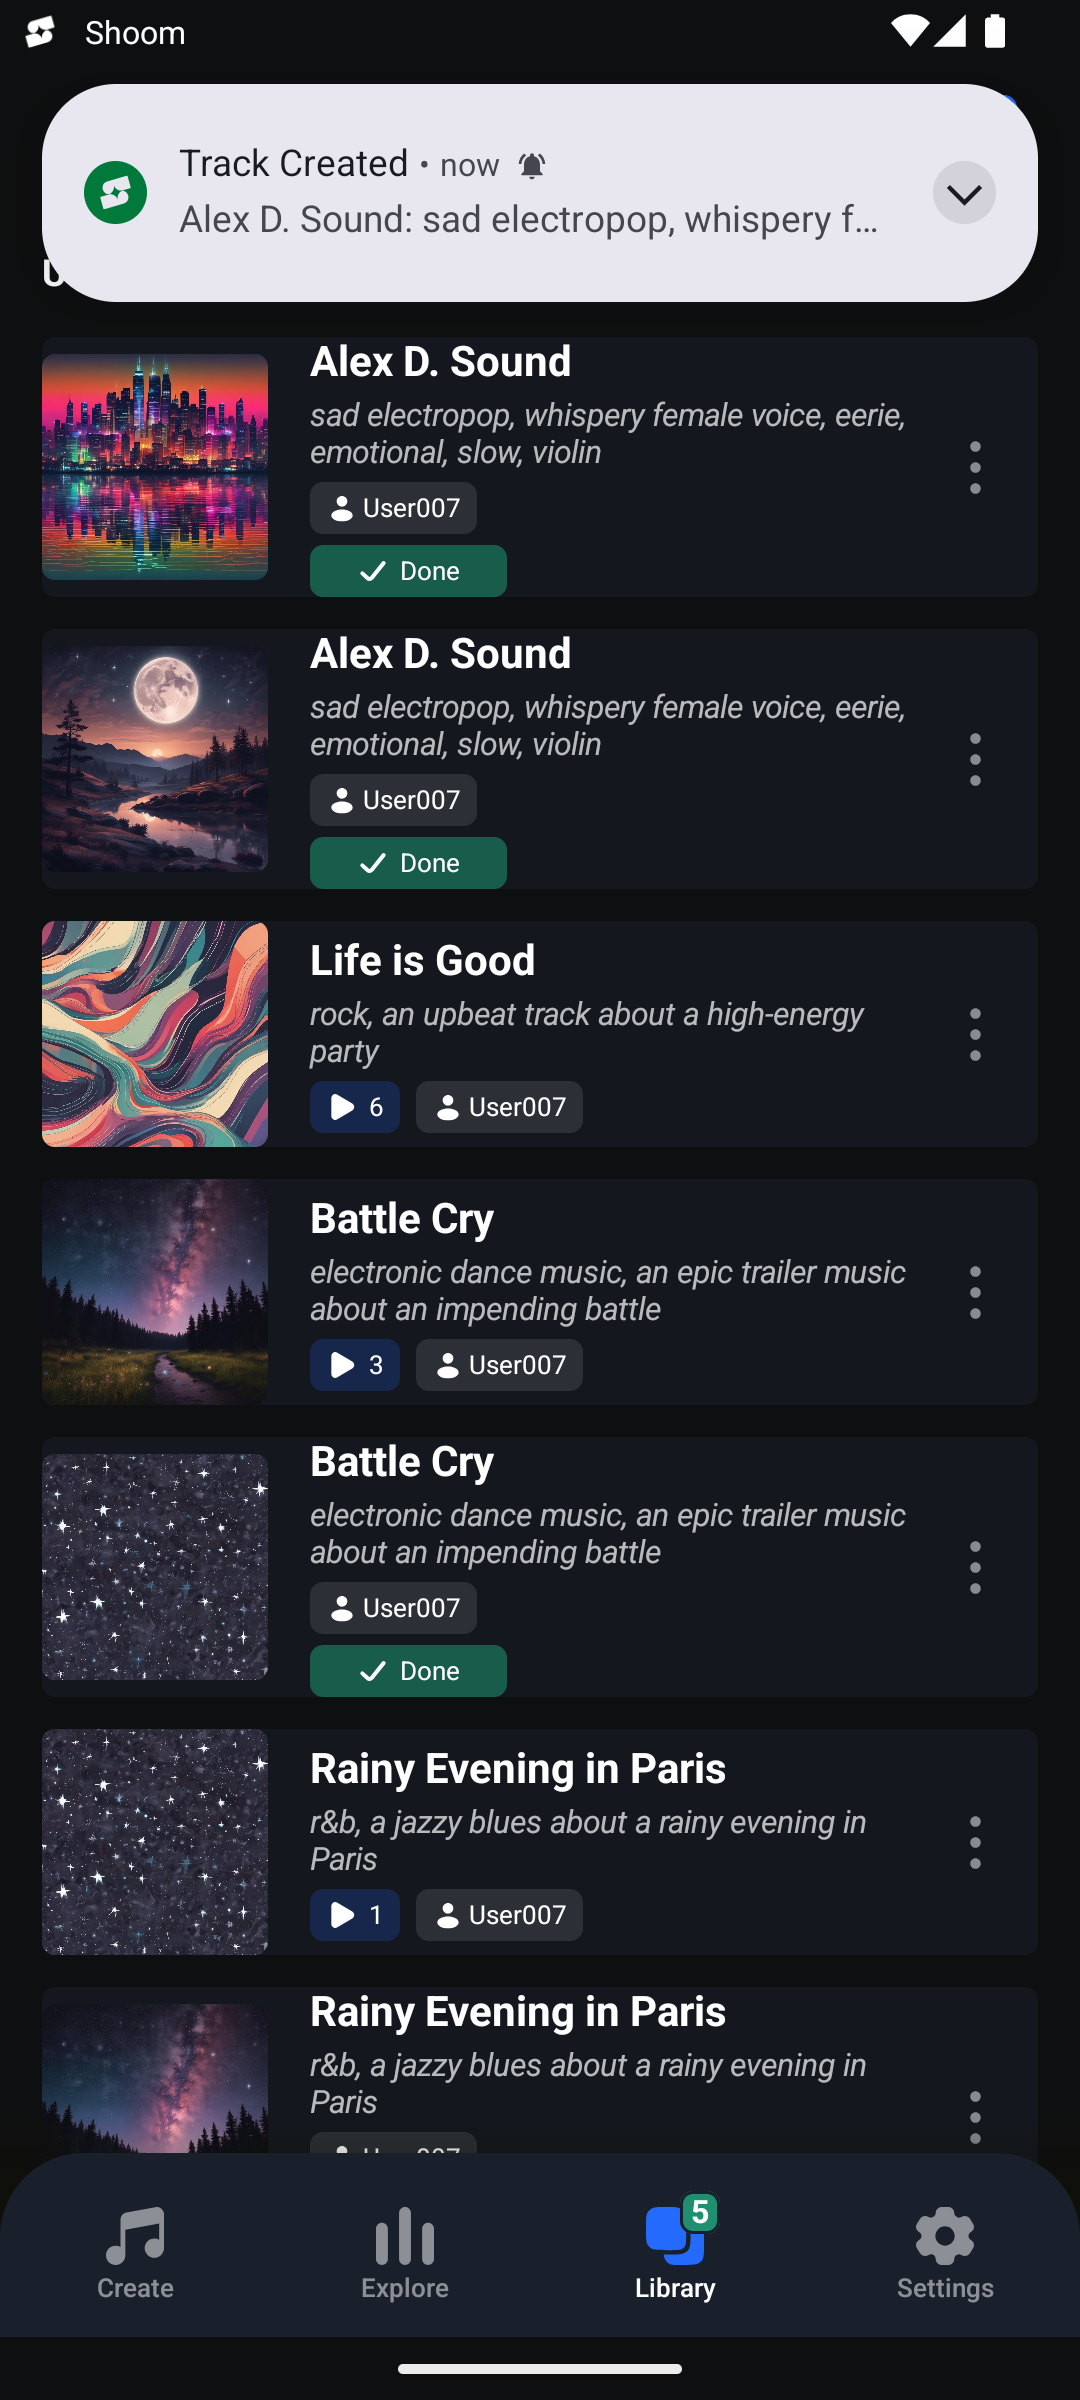 Shoom
Track Created • now
Alex D. Sound: sad electropop, whispery f...
Alex D. Sound
sad electropop, whispery female voice, eerie,
emotional, slow, violin
User007
Done
Alex D. Sound
sad electropop, whispery female voice, eerie,
emotional, slow, violin
User007
Done
Life is Good
rock, an upbeat track about a high-energy
party
6 User007
Battle Cry
electronic dance music, an epic trailer music
about an impending battle
3 User007
Battle Cry
electronic dance music, an epic trailer music
about an impending battle
User007
Done
Rainy Evening in Paris
r&b, a jazzy blues about a rainy evening in
Paris
1 User007
Rainy Evening in Paris
r&b, a jazzy blues about a rainy evening in
Paris
5
Create Explore Library Settings